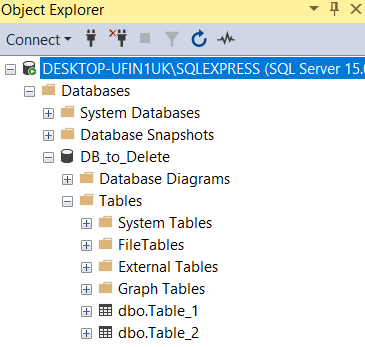 Object Explorer
Connect
DESKTOP-UFIN1UK\SQLEXPRESS (SQL Server 15.
Databases
System Databases
Database Snapshots
DB_to_Delete
Database Diagrams
Tables
System Tables
FileTables
External Tables
Graph Tables
dbo.Table_1
dbo.Table_2